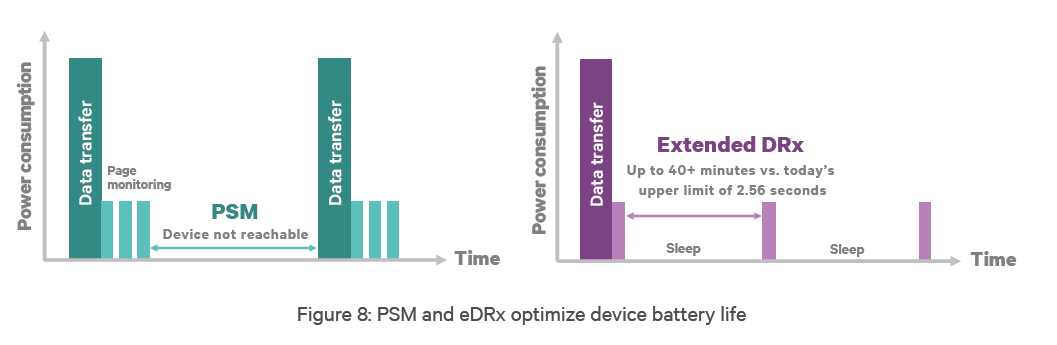 Power consumption
Data transfer
Page
monitoring
PSM
Device not reachable
Data transfer
Time
Power consumption
Data transfer
Extended DRx
Up to 40+ minutes vs. today's
upper limit of 2.56 seconds
Sleep
Sleep
Time
Figure 8: PSM and eDRx optimize device battery life